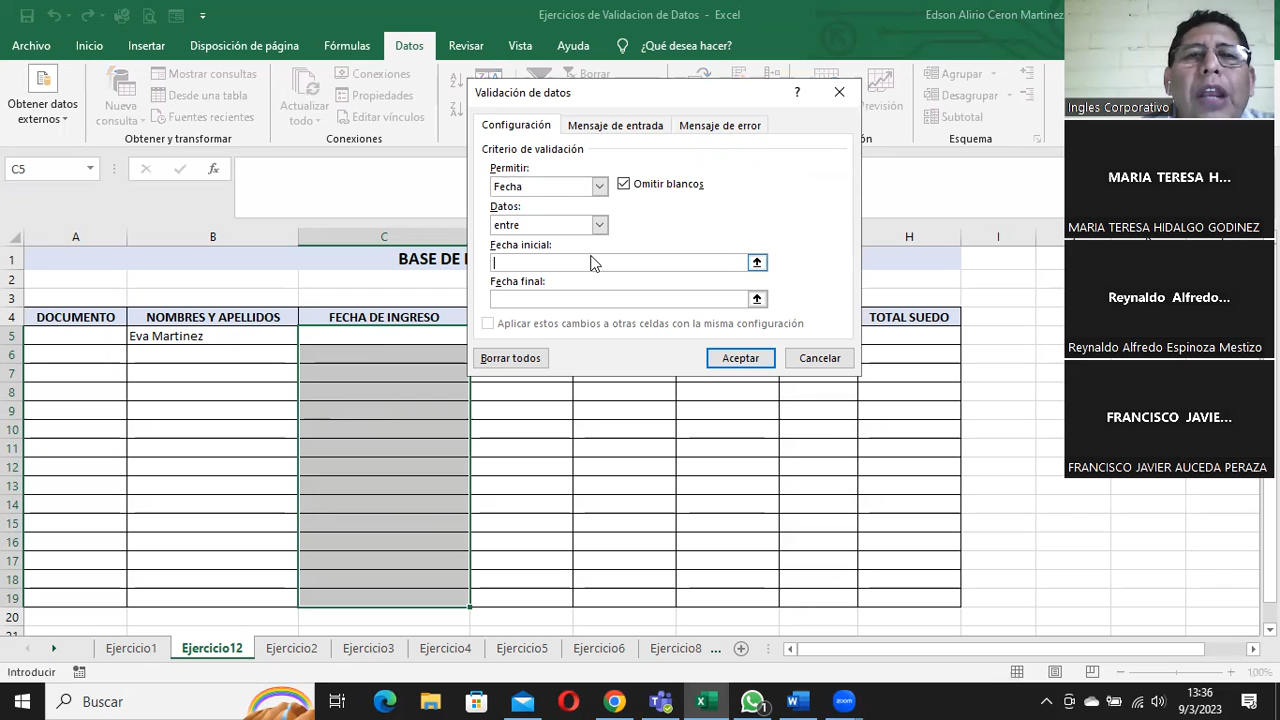 Ejercicios de Validacion de Datos - Excel
Edson Alirio Ceron Martinez
Archivo Inicio Insertar Disposición de página Fórmulas Datos Revisar Vista Ayuda ¿Qué desea hacer?
Obtener datos externos
Nueva consulta
Mostrar consultas
Desde una tabla
Fuentes recientes
Obtener y transformar
Actualizar todo
Conexiones
Propiedades
Editar vínculos
Conexiones
Borrar
Previsión
Agrupar
Desagrupar
Subtotal
Esquema
Validación de datos
?
Configuración Mensaje de entrada Mensaje de error
Criterio de validación
Permitir:
Fecha
Omitir blancos
Datos:
entre
Fecha inicial:
Fecha final:
Aplicar estos cambios a otras celdas con la misma configuración
Borrar todos Aceptar Cancelar
C5
fx
A B C H I
1 BASE DE
2
3
4 DOCUMENTO NOMBRES Y APELLIDOS FECHA DE INGRESO TOTAL SUEDO
5 Eva Martinez
6
7
8
9
10
11
12
13
14
15
16
17
18
19
20
Ejercicio1 Ejercicio12 Ejercicio2 Ejercicio3 Ejercicio4 Ejercicio5 Ejercicio6 Ejercicio8 ...
Introducir
100%
Buscar
1
zoom
13:36
9/3/2023
Ingles Corporativo
MARIA TERESA H...
MARIA TERESA HIDALGO GODINEZ
Reynaldo Alfredo...
Reynaldo Alfredo Espinoza Mestizo
FRANCISCO JAVIE...
FRANCISCO JAVIER AUCEDA PERAZA